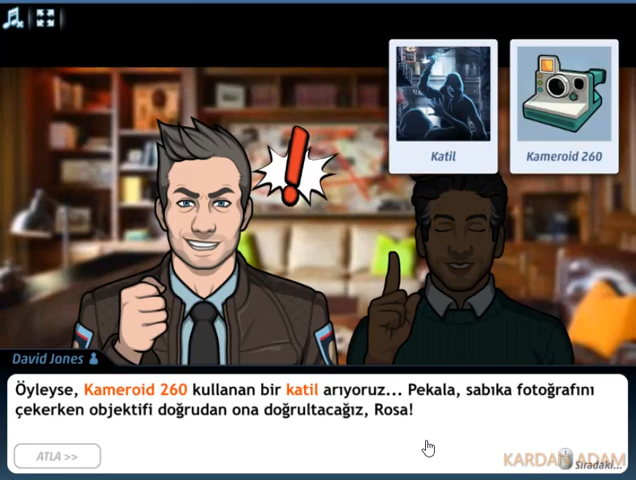 Katil
Kameroid 260
David Jones
Öyleyse, Kameroid 260 kullanan bir katil arıyoruz... Pekala, sabıka fotoğrafını
çekerken objektifi doğrudan ona doğrultacağız, Rosa!
ATLA >>
KARDAN ADAM
Sıradaki...